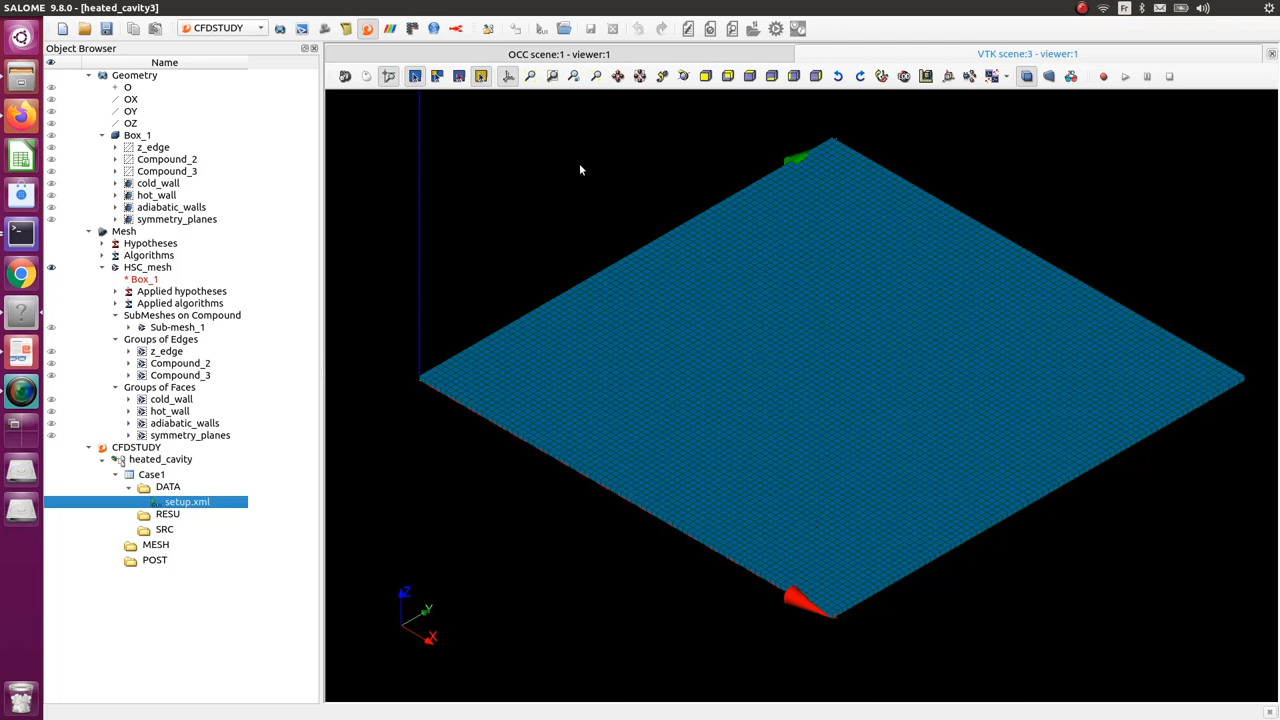 SALOME 9.8.0 - [heated_cavity3]
Fr
CFDSTUDY
Object Browser
OCC scene:1 - viewer:1
VTK scene:3 - viewer:1
Name
Geometry
O
OX
OY
OZ
Box_1
z_edge
Compound_2
Compound_3
cold_wall
hot_wall
adiabatic_walls
symmetry_planes
Mesh
Hypotheses
Algorithms
HSC_mesh
* Box_1
Applied hypotheses
Applied algorithms
SubMeshes on Compound
Sub-mesh_1
Groups of Edges
z_edge
Compound_2
Compound_3
Groups of Faces
cold_wall
hot_wall
adiabatic_walls
symmetry_planes
CFDSTUDY
heated_cavity
Case1
DATA
setup.xml
RESU
SRC
MESH
POST
Z
Y
X